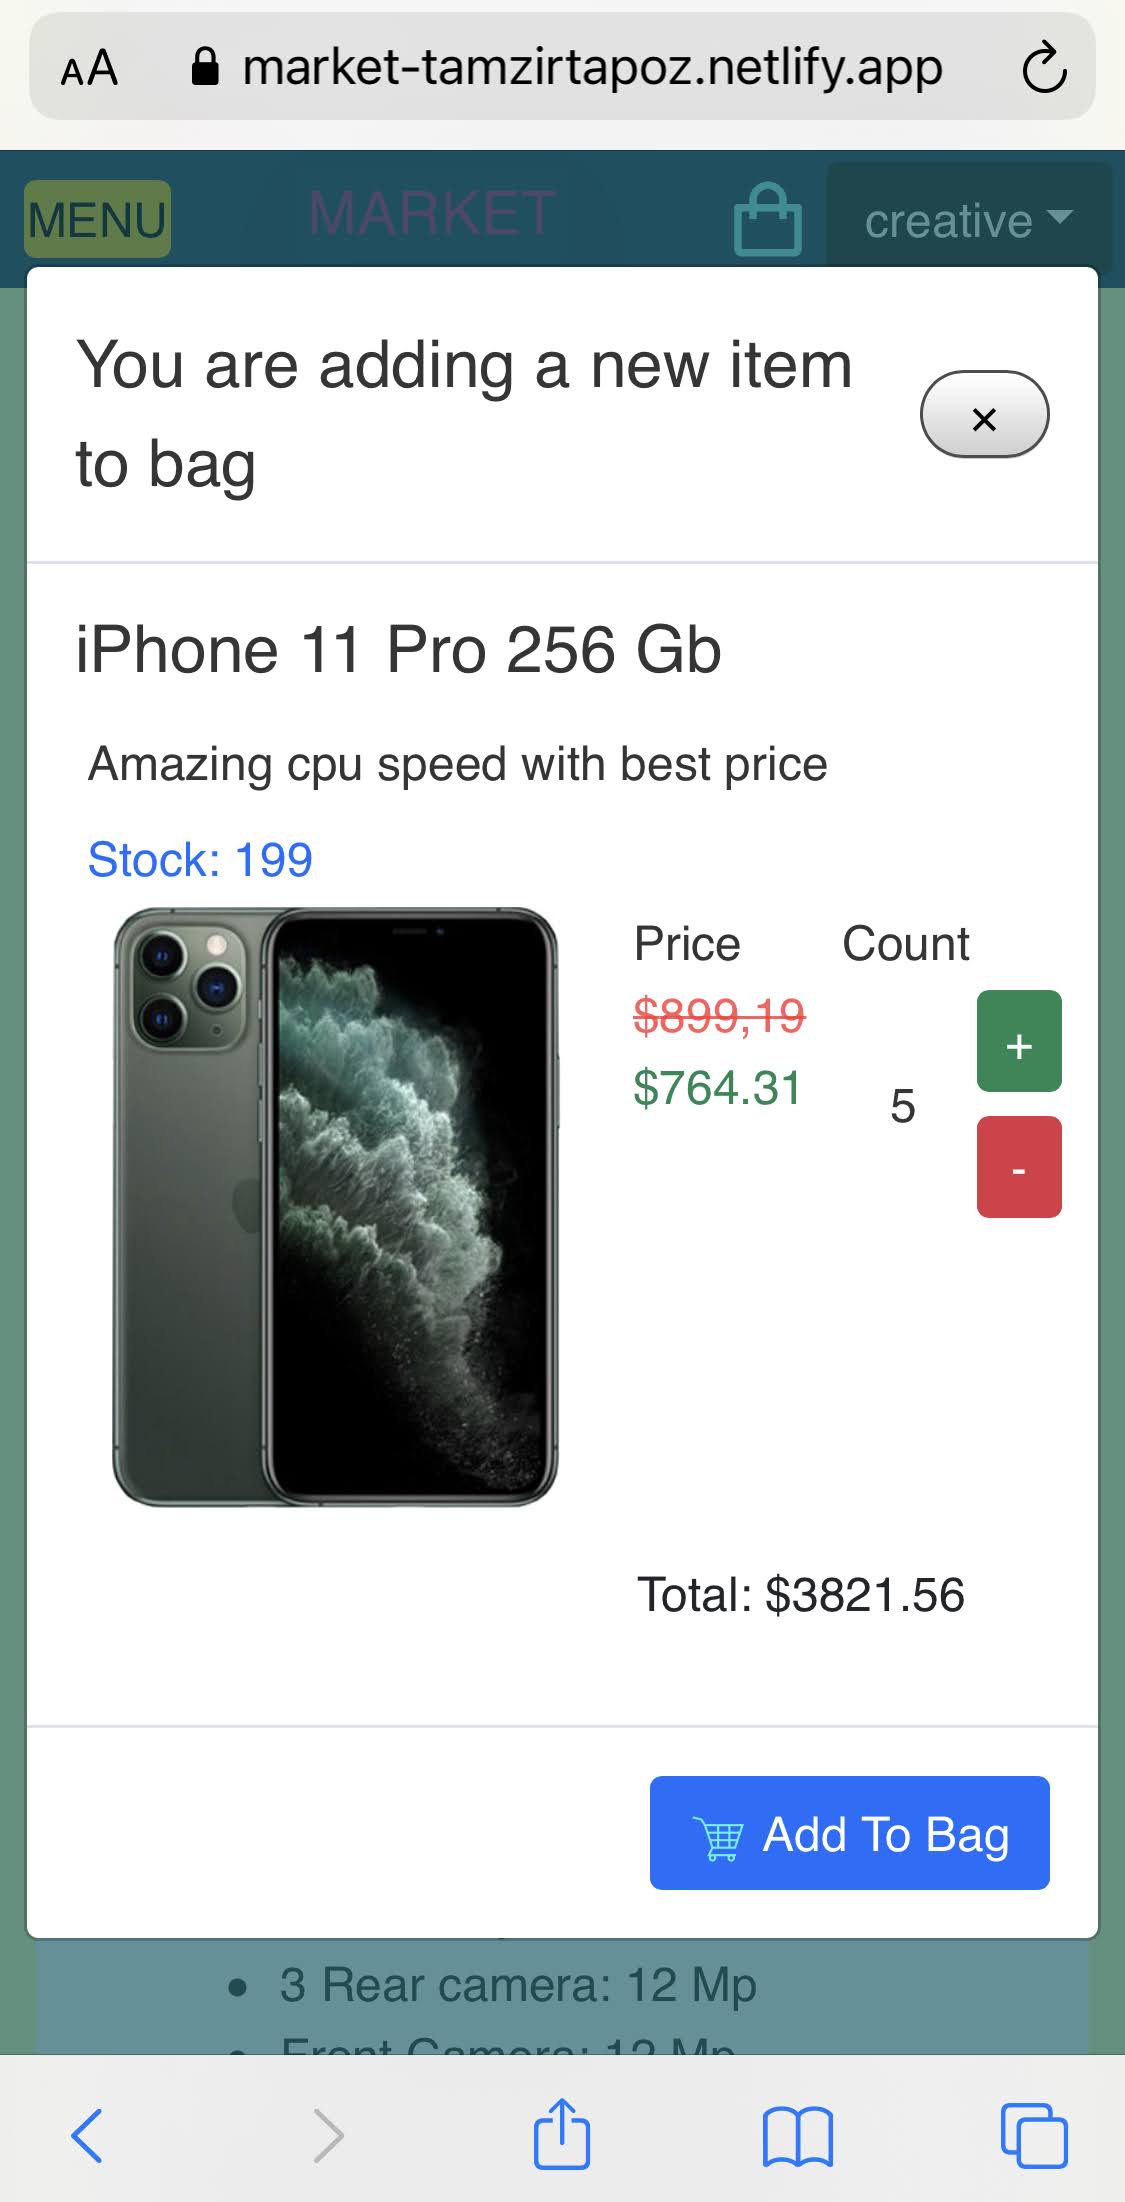 AA market-tamzirtapoz.netlify.app
MENU MARKET creative
You are adding a new item
to bag
×
iPhone 11 Pro 256 Gb
Amazing cpu speed with best price
Stock: 199
Price Count
$899,19
+
$764.31
5
-
Total: $3821.56
Add To Bag
• 3 Rear camera: 12 Mp
• Front Camera: 12 Mp